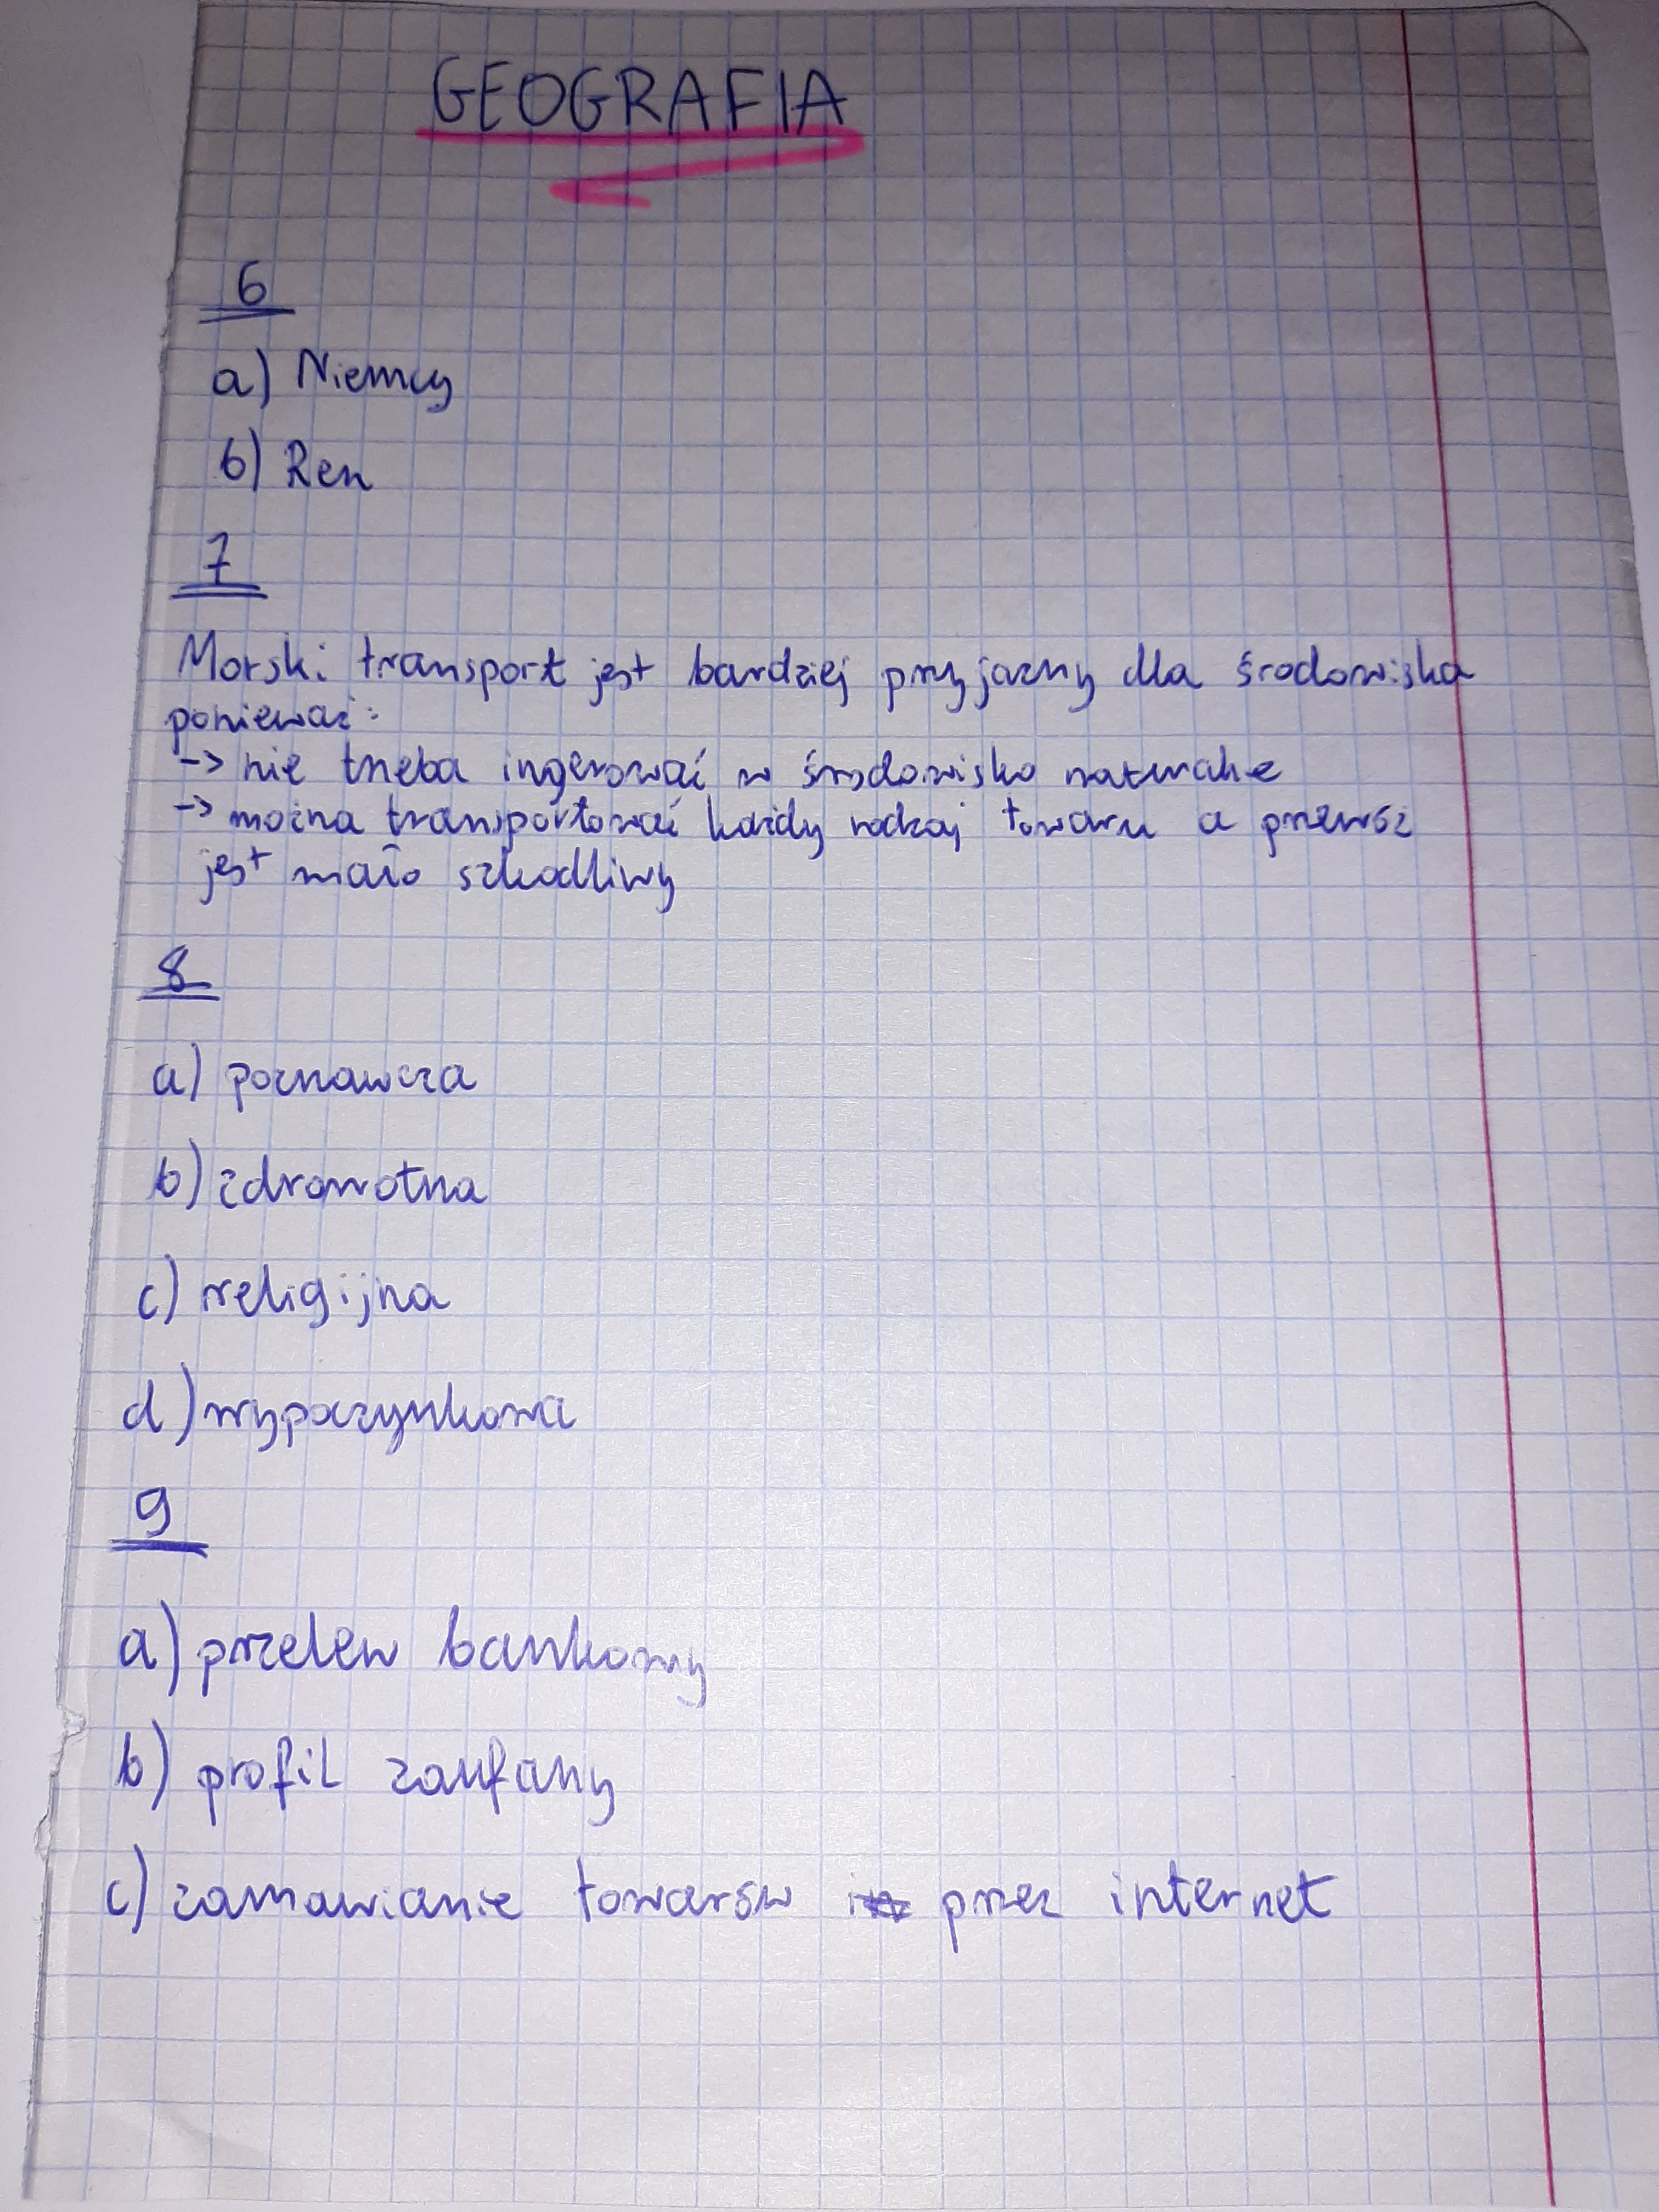 GEOGRAFIA
6
a) Niemcy
b) Ren
7
Morski transport jest bardziej przyjazny dla środowiska
ponieważ:
-> nie trzeba ingerować w środowisko naturalne
-> można transportować każdy rodzaj towaru a przewóz
jest mało szkodliwy
8
a) poznawcza
b) zdrowotna
c) religijna
d) wypoczynkowa
9
a) przelew bankowy
b) profil zaufany
c) zamawianie towarów przez internet